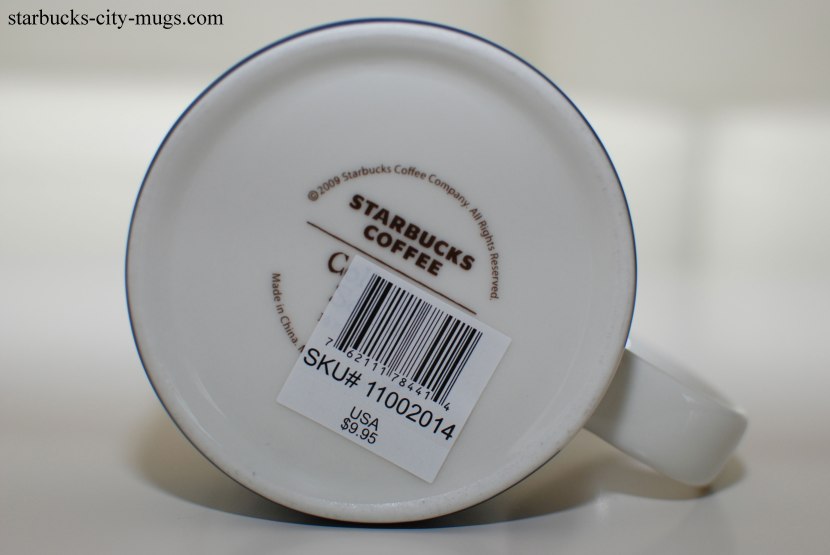 starbucks-city-mugs.com
©2009 Starbucks Coffee Company. All Rights Reserved.
STARBUCKS
COFFEE
Made in China.
7 62111 78441 4
SKU# 11002014
USA
$9.95